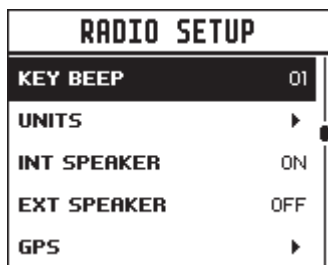 RADIO SETUP
KEY BEEP 01
UNITS ▸
INT SPEAKER ON
EXT SPEAKER OFF
GPS ▸